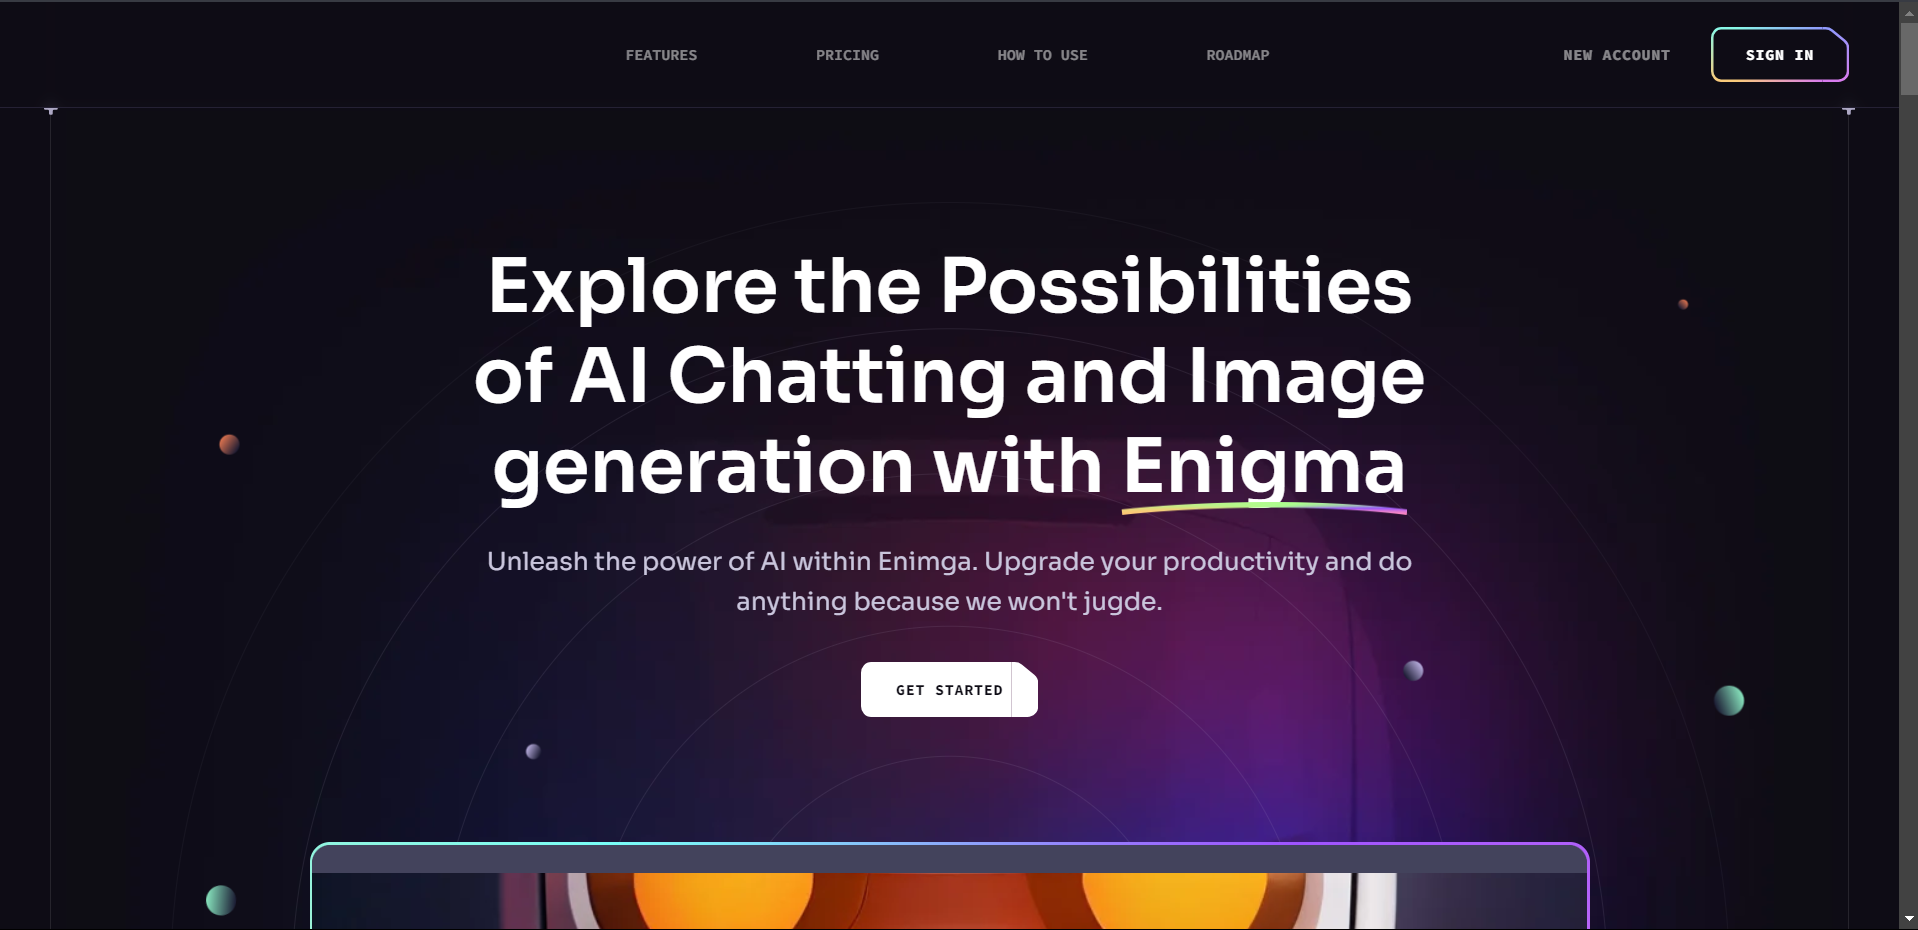 FEATURES PRICING HOW TO USE ROADMAP NEW ACCOUNT SIGN IN
Explore the Possibilities
of AI Chatting and Image
generation with Enigma
Unleash the power of AI within Enimga. Upgrade your productivity and do
anything because we won't jugde.
GET STARTED